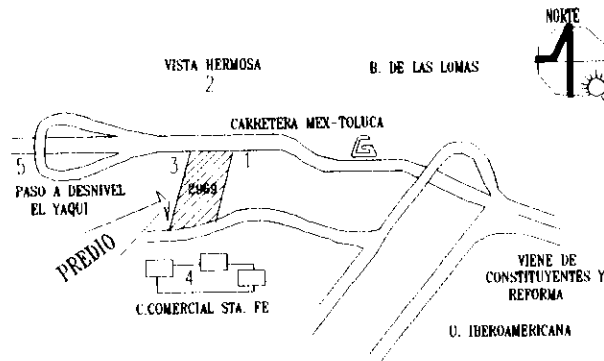 NORTE
VISTA HERMOSA
2
B. DE LAS LOMAS
CARRETERA MEX-TOLUCA
5
3
1
2969
PASO A DESNIVEL
EL YAQUI
PREDIO
4
C.COMERCIAL STA. FE
VIENE DE
CONSTITUYENTES Y
REFORMA
U. IBEROAMERICANA